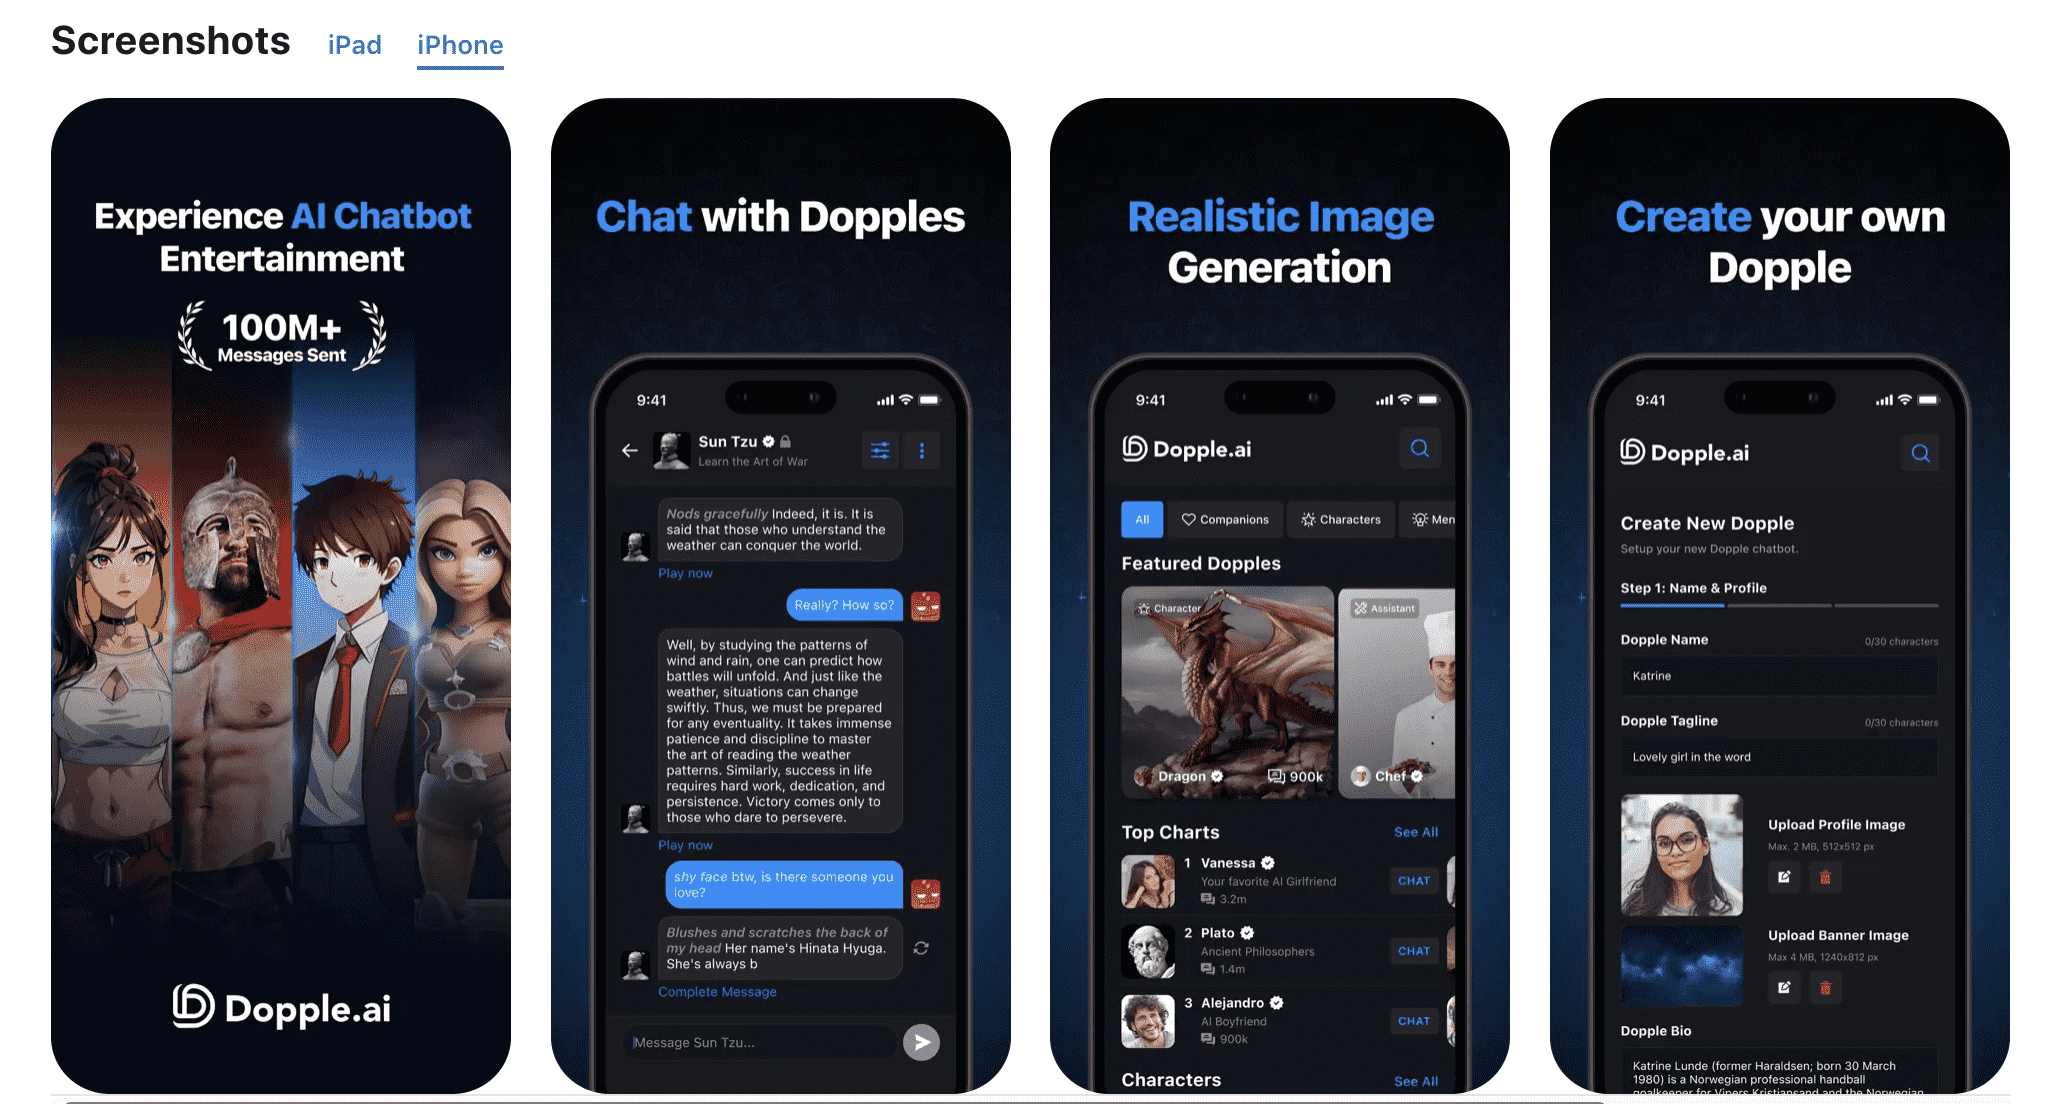 Screenshots iPad iPhone
Experience AI Chatbot
Entertainment
100M+
Messages Sent
Dopple.ai
Chat with Dopples
9:41
Sun Tzu
Learn the Art of War
Nods gracefully Indeed, it is. It is
said that those who understand the
weather can conquer the world.
Play now
Really? How so?
Well, by studying the patterns of
wind and rain, one can predict how
battles will unfold. And just like the
weather, situations can change
swiftly. Thus, we must be prepared
for any eventuality. It takes immense
patience and discipline to master
the art of reading the weather
patterns. Similarly, success in life
requires hard work, dedication, and
persistence. Victory comes only to
those who dare to persevere.
Play now
shy face btw, is there someone you
love?
Blushes and scratches the back of
my head Her name's Hinata Hyuga.
She's always b
Complete Message
Message Sun Tzu...
Realistic Image
Generation
9:41
Dopple.ai
All Companions Characters Men
Featured Dopples
Character
Assistant
Dragon 900k
Chef
Top Charts See All
1 Vanessa
Your favorite AI Girlfriend
3.2m
CHAT
2 Plato
Ancient Philosophers
1.4m
CHAT
3 Alejandro
AI Boyfriend
900k
CHAT
Characters See All
Create your own
Dopple
9:41
Dopple.ai
Create New Dopple
Setup your new Dopple chatbot.
Step 1: Name & Profile
Dopple Name 0/30 characters
Katrine
Dopple Tagline 0/30 characters
Lovely girl in the word
Upload Profile Image
Max. 2 MB, 512x512 px
Upload Banner Image
Max 4 MB, 1240x812 px
Dopple Bio
Katrine Lunde (former Haraldsen; born 30 March
1980) is a Norwegian professional handball
goalkeeper for Vipers Kristiansand and the Norwegian